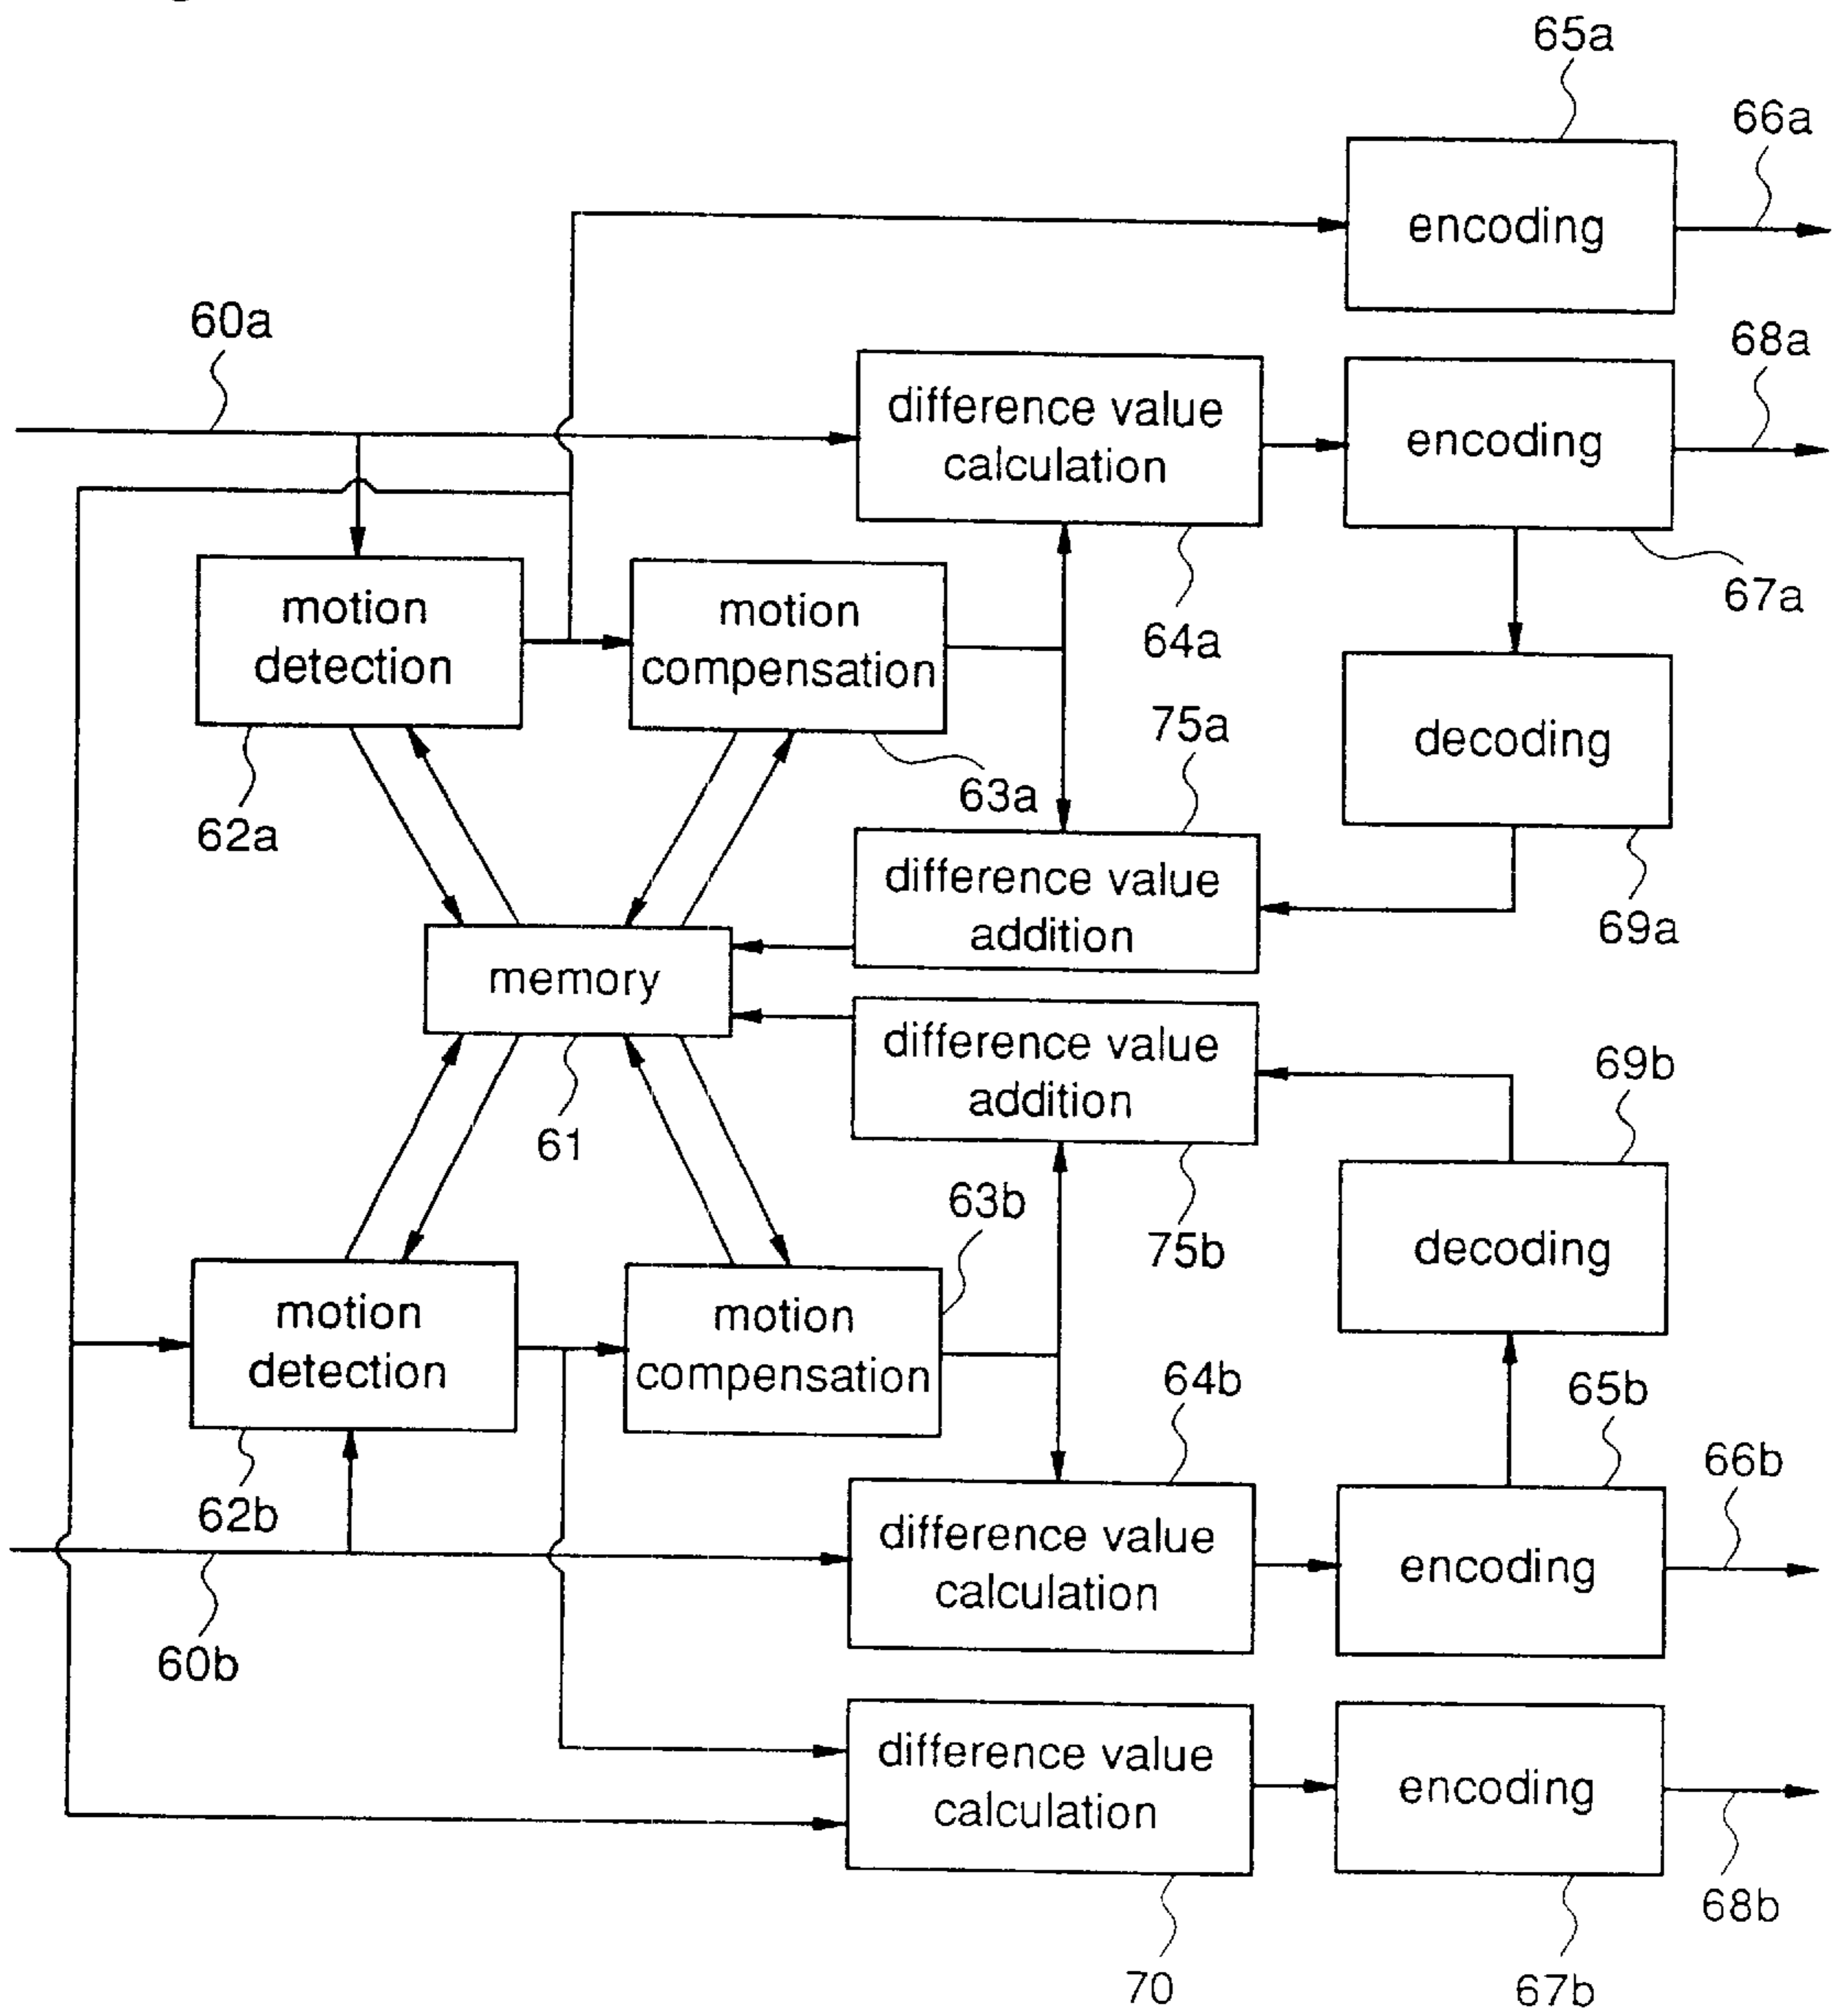 65a
66a
encoding
60a
68a
difference value
calculation
encoding
67a
motion
detection
motion
compensation
64a
75a
decoding
63a
62a
difference value
addition
69a
memory
difference value
addition
69b
61
63b
75b
decoding
motion
detection
motion
compensation
64b
65b
66b
62b
difference value
calculation
encoding
60b
difference value
calculation
encoding
68b
70
67b